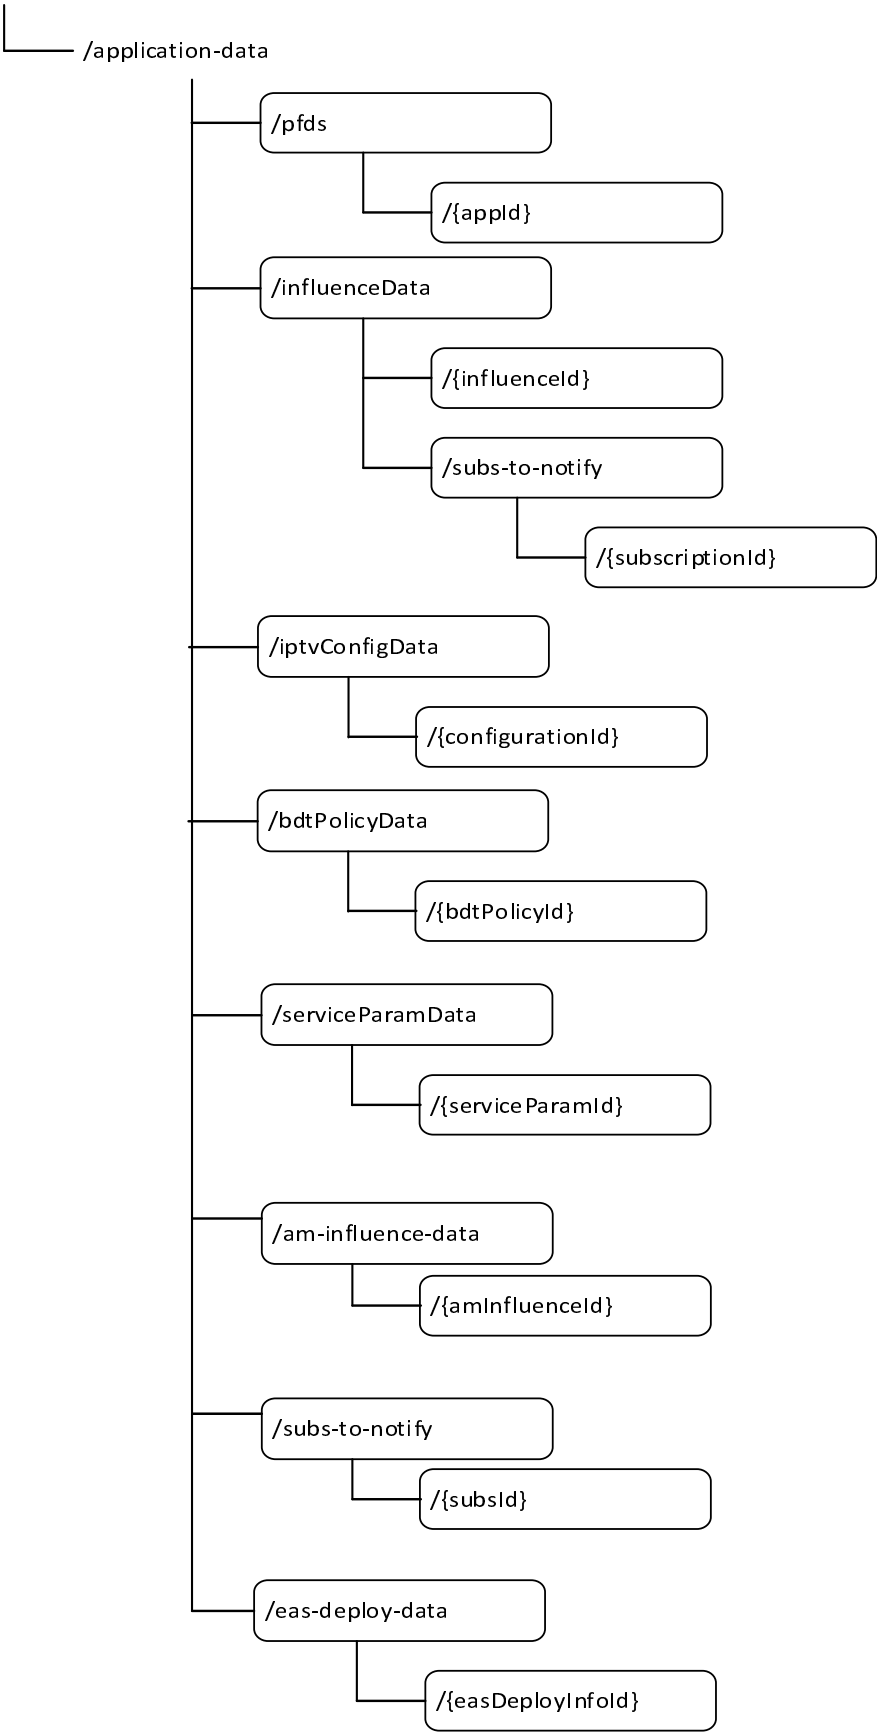 /application-data
/pfds
/{appId}
/influenceData
/{influenceId}
/subs-to-notify
/{subscriptionId}
/iptvConfigData
/{configurationId}
/bdtPolicyData
/{bdtPolicyId}
/serviceParamData
/{serviceParamId}
/am-influence-data
/{amInfluenceId}
/subs-to-notify
/{subsId}
/eas-deploy-data
/{easDeployInfoId}